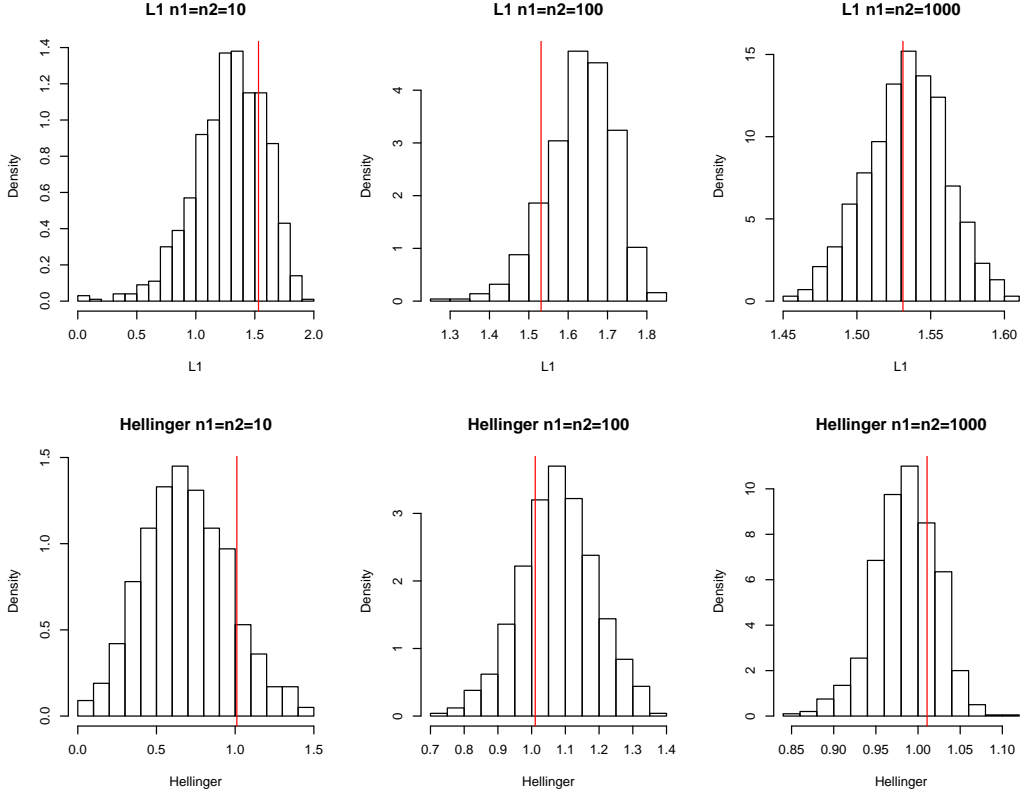 L1 n1=n2=10
Density
0.0 0.2 0.4 0.6 0.8 1.0 1.2 1.4
0.0 0.5 1.0 1.5 2.0
L1
L1 n1=n2=100
Density
0 1 2 3 4
1.3 1.4 1.5 1.6 1.7 1.8
L1
L1 n1=n2=1000
Density
0 5 10 15
1.45 1.50 1.55 1.60
L1
Hellinger n1=n2=10
Density
0.0 0.5 1.0 1.5
0.0 0.5 1.0 1.5
Hellinger
Hellinger n1=n2=100
Density
0 1 2 3
0.7 0.8 0.9 1.0 1.1 1.2 1.3 1.4
Hellinger
Hellinger n1=n2=1000
Density
0 2 4 6 8 10
0.85 0.90 0.95 1.00 1.05 1.10
Hellinger